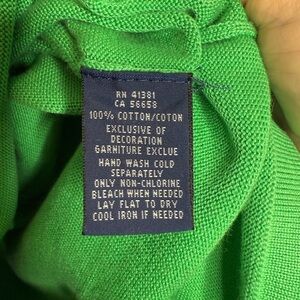 RN 41381
CA 56658
100% COTTON/COTON
EXCLUSIVE OF
DECORATION
GARNITURE EXCLUE
HAND WASH COLD
SEPARATELY
ONLY NON-CHLORINE
BLEACH WHEN NEEDED
LAY FLAT TO DRY
COOL IRON IF NEEDED